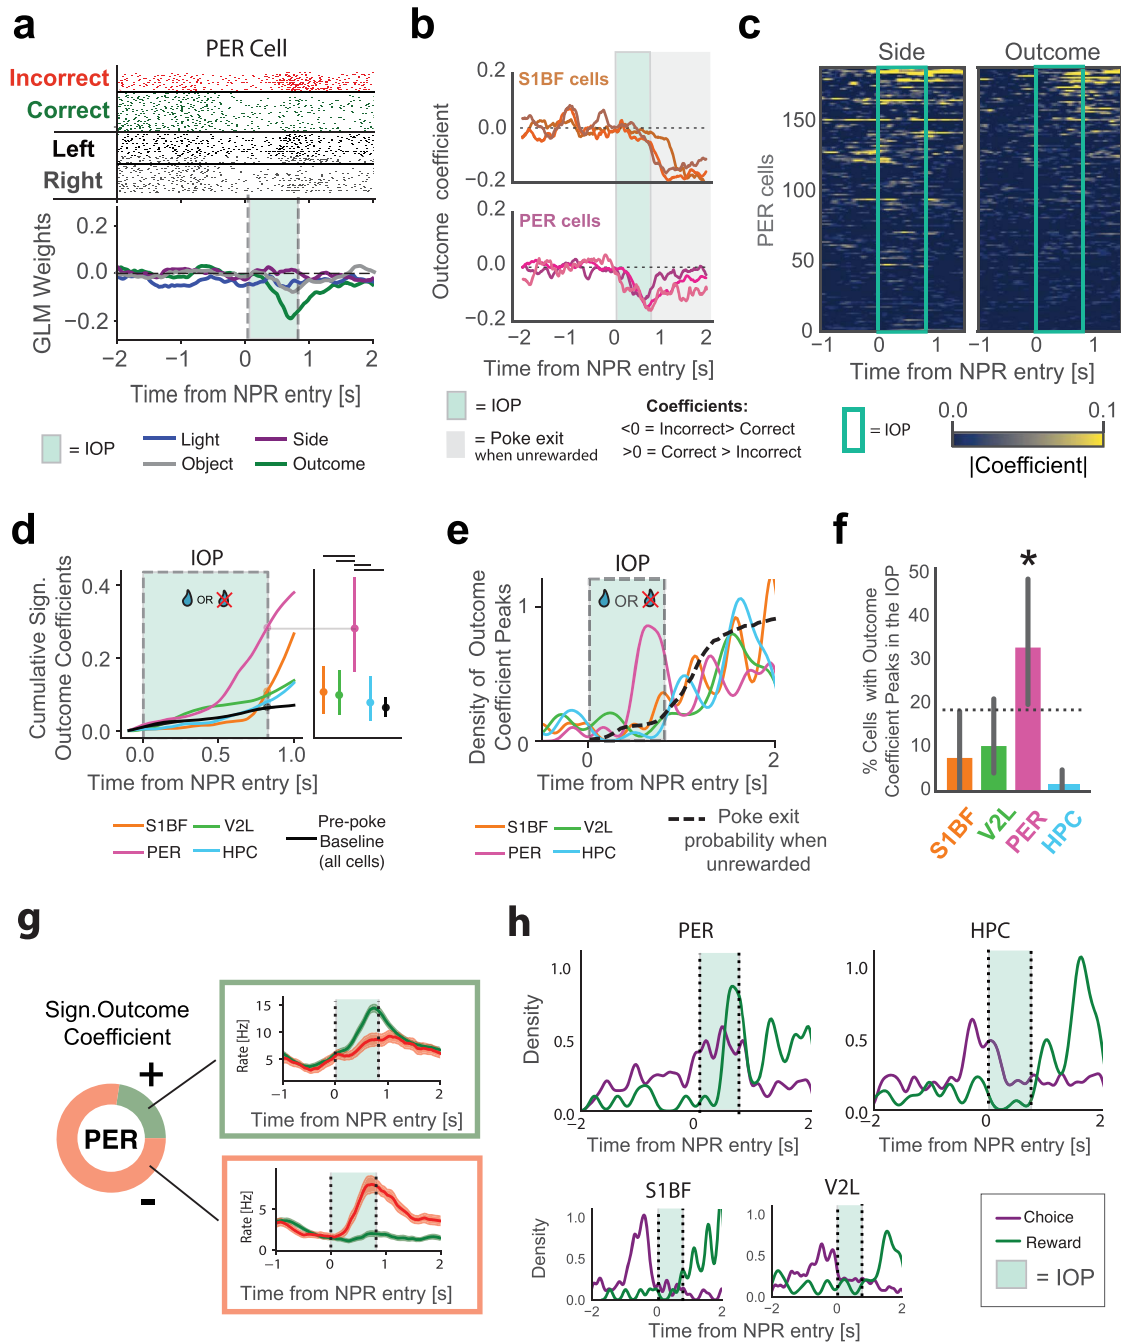 a
PER Cell
Incorrect
Correct
Left
Right
GLM Weights
0.2
0.0
−0.2
−2
−1
0
1
2
Time from NPR entry [s]
= IOP
Light
Side
Object
Outcome
b
Outcome coefficient
0.2
S1BF cells
0.0
−0.2
0.2
PER cells
0.0
−0.2
−2
−1
0
1
2
Time from NPR entry [s]
= IOP
= Poke exit
when unrewarded
Coefficients:
<0 = Incorrect> Correct
>0 = Correct > Incorrect
c
Side
Outcome
PER cells
150
100
50
0
−1
0
1
−1
0
1
Time from NPR entry [s]
= IOP
0.0
0.1
|Coefficient|
d
IOP
OR
Cumulative Sign.
Outcome Coefficients
0.4
0.2
0.0
0.0
0.5
1.0
Time from NPR entry [s]
S1BF
V2L
PER
HPC
Pre-poke
Baseline
(all cells)
e
IOP
OR
Density of Outcome
Coefficient Peaks
1
0
0
2
Time from NPR entry [s]
S1BF
V2L
PER
HPC
Poke exit
probability when
unrewarded
f
% Cells with Outcome
Coefficient Peaks in the IOP
50
40
30
20
10
0
*
S1BF
V2L
PER
HPC
g
Sign.Outcome
Coefficient
+
PER
-
Rate [Hz]
15
10
5
−1
0
1
2
Time from NPR entry [s]
Rate [Hz]
5
0
−1
0
1
2
Time from NPR entry [s]
h
PER
Density
1.0
0.5
0.0
−2
0
2
Time from NPR entry [s]
HPC
1.0
0.5
0.0
−2
0
2
Time from NPR entry [s]
S1BF
Density
1.0
0.5
0.0
−2
0
2
V2L
1.0
0.5
0.0
−2
0
2
Time from NPR entry [s]
Choice
Reward
= IOP